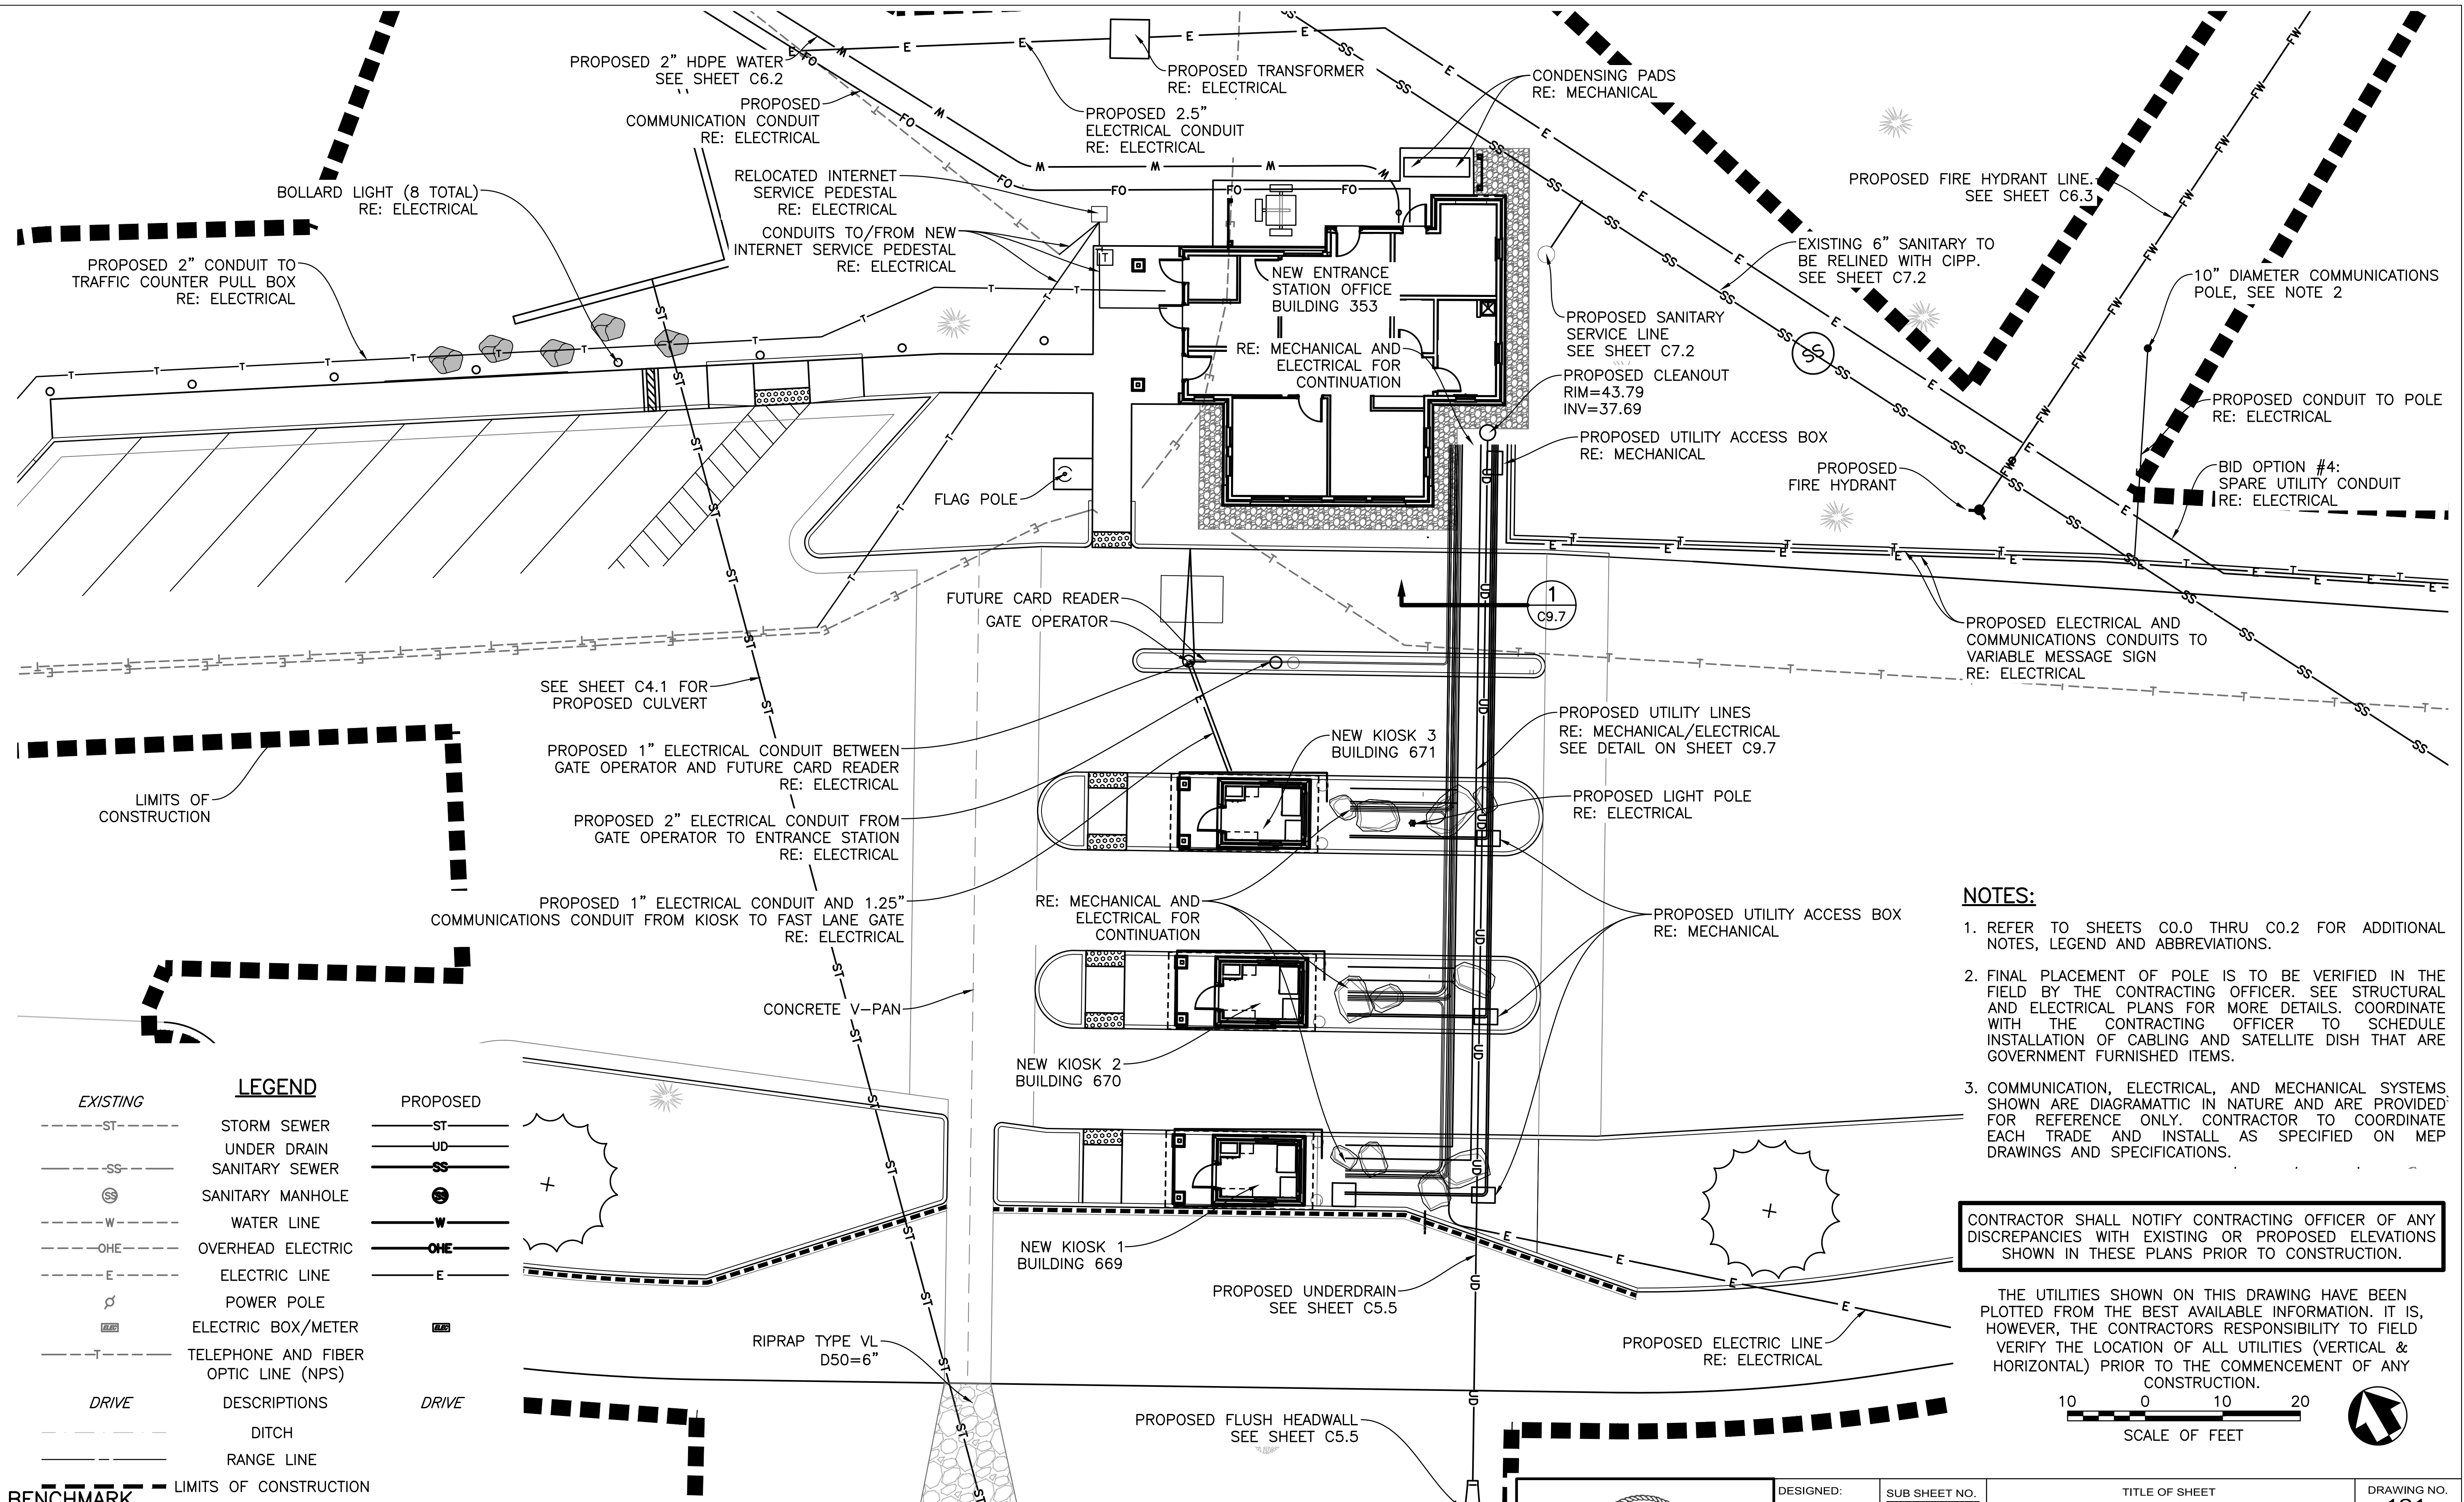 PROPOSED 2” HDPE WATER
SEE SHEET C6.2
PROPOSED
COMMUNICATION CONDUIT
RE: ELECTRICAL
PROPOSED TRANSFORMER
RE: ELECTRICAL
PROPOSED 2.5”
ELECTRICAL CONDUIT
RE: ELECTRICAL
CONDENSING PADS
RE: MECHANICAL
BOLLARD LIGHT (8 TOTAL)
RE: ELECTRICAL
RELOCATED INTERNET
SERVICE PEDESTAL
RE: ELECTRICAL
CONDUITS TO/FROM NEW
INTERNET SERVICE PEDESTAL
RE: ELECTRICAL
PROPOSED FIRE HYDRANT LINE.
SEE SHEET C6.3
PROPOSED 2” CONDUIT TO
TRAFFIC COUNTER PULL BOX
RE: ELECTRICAL
NEW ENTRANCE
STATION OFFICE
BUILDING 353
RE: MECHANICAL AND
ELECTRICAL FOR
CONTINUATION
EXISTING 6” SANITARY TO
BE RELINED WITH CIPP.
SEE SHEET C7.2
10” DIAMETER COMMUNICATIONS
POLE, SEE NOTE 2
PROPOSED SANITARY
SERVICE LINE
SEE SHEET C7.2
PROPOSED CLEANOUT
RIM=43.79
INV=37.69
PROPOSED CONDUIT TO POLE
RE: ELECTRICAL
PROPOSED UTILITY ACCESS BOX
RE: MECHANICAL
PROPOSED
FIRE HYDRANT
BID OPTION #4:
SPARE UTILITY CONDUIT
RE: ELECTRICAL
FLAG POLE
FUTURE CARD READER
GATE OPERATOR
1
C9.7
PROPOSED ELECTRICAL AND
COMMUNICATIONS CONDUITS TO
VARIABLE MESSAGE SIGN
RE: ELECTRICAL
SEE SHEET C4.1 FOR
PROPOSED CULVERT
PROPOSED 1” ELECTRICAL CONDUIT BETWEEN
GATE OPERATOR AND FUTURE CARD READER
RE: ELECTRICAL
NEW KIOSK 3
BUILDING 671
PROPOSED UTILITY LINES
RE: MECHANICAL/ELECTRICAL
SEE DETAIL ON SHEET C9.7
LIMITS OF
CONSTRUCTION
PROPOSED 2” ELECTRICAL CONDUIT FROM
GATE OPERATOR TO ENTRANCE STATION
RE: ELECTRICAL
PROPOSED LIGHT POLE
RE: ELECTRICAL
PROPOSED 1” ELECTRICAL CONDUIT AND 1.25”
COMMUNICATIONS CONDUIT FROM KIOSK TO FAST LANE GATE
RE: ELECTRICAL
RE: MECHANICAL AND
ELECTRICAL FOR
CONTINUATION
PROPOSED UTILITY ACCESS BOX
RE: MECHANICAL
CONCRETE V-PAN
NEW KIOSK 2
BUILDING 670
NEW KIOSK 1
BUILDING 669
PROPOSED UNDERDRAIN
SEE SHEET C5.5
RIPRAP TYPE VL
D50=6”
PROPOSED ELECTRIC LINE
RE: ELECTRICAL
PROPOSED FLUSH HEADWALL
SEE SHEET C5.5
NOTES:
1. REFER TO SHEETS C0.0 THRU C0.2 FOR ADDITIONAL
NOTES, LEGEND AND ABBREVIATIONS.
2. FINAL PLACEMENT OF POLE IS TO BE VERIFIED IN THE
FIELD BY THE CONTRACTING OFFICER. SEE STRUCTURAL
AND ELECTRICAL PLANS FOR MORE DETAILS. COORDINATE
WITH THE CONTRACTING OFFICER TO SCHEDULE
INSTALLATION OF CABLING AND SATELLITE DISH THAT ARE
GOVERNMENT FURNISHED ITEMS.
3. COMMUNICATION, ELECTRICAL, AND MECHANICAL SYSTEMS
SHOWN ARE DIAGRAMATTIC IN NATURE AND ARE PROVIDED
FOR REFERENCE ONLY. CONTRACTOR TO COORDINATE
EACH TRADE AND INSTALL AS SPECIFIED ON MEP
DRAWINGS AND SPECIFICATIONS.
CONTRACTOR SHALL NOTIFY CONTRACTING OFFICER OF ANY
DISCREPANCIES WITH EXISTING OR PROPOSED ELEVATIONS
SHOWN IN THESE PLANS PRIOR TO CONSTRUCTION.
THE UTILITIES SHOWN ON THIS DRAWING HAVE BEEN
PLOTTED FROM THE BEST AVAILABLE INFORMATION. IT IS,
HOWEVER, THE CONTRACTORS RESPONSIBILITY TO FIELD
VERIFY THE LOCATION OF ALL UTILITIES (VERTICAL &
HORIZONTAL) PRIOR TO THE COMMENCEMENT OF ANY
CONSTRUCTION.
10 0 10 20
SCALE OF FEET
LEGEND
EXISTING PROPOSED
ST STORM SEWER ST
UNDER DRAIN UD
SS SANITARY SEWER SS
SS SANITARY MANHOLE SS
W WATER LINE W
OHE OVERHEAD ELECTRIC OHE
E ELECTRIC LINE E
POWER POLE
ELEC ELECTRIC BOX/METER ELEC
T TELEPHONE AND FIBER
OPTIC LINE (NPS)
DRIVE DESCRIPTIONS DRIVE
DITCH
RANGE LINE
LIMITS OF CONSTRUCTION
BENCHMARK
DESIGNED:
SUB SHEET NO.
TITLE OF SHEET
DRAWING NO.